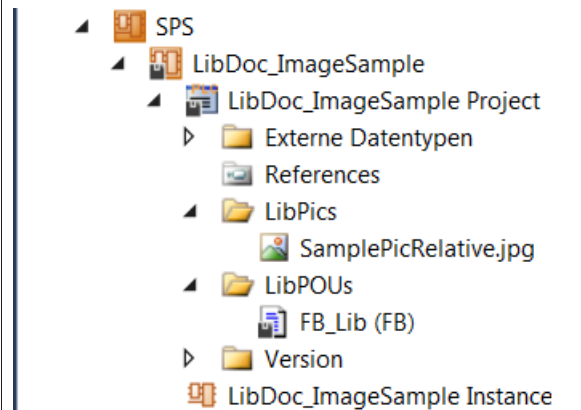 SPS
LibDoc_ImageSample
LibDoc_ImageSample Project
Externe Datentypen
References
LibPics
SamplePicRelative.jpg
LibPOUs
FB_Lib (FB)
Version
LibDoc_ImageSample Instance